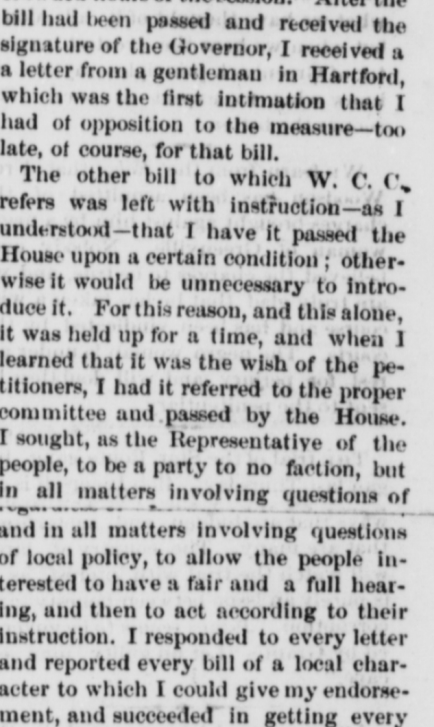 bill had been passed and received the
signature of the Governor, I received a
a letter from a gentleman in Hartford,
which was the first intimation that I
had of opposition to the measure—too
late, of course, for that bill.
The other bill to which W. C. C.
refers was left with instruction—as I
understood—that I have it passed the
House upon a certain condition; other-
wise it would be unnecessary to intro-
duce it. For this reason, and this alone,
it was held up for a time, and when I
learned that it was the wish of the pe-
titioners, I had it referred to the proper
committee and passed by the House.
I sought, as the Representative of the
people, to be a party to no faction, but
in all matters involving questions of
and in all matters involving questions
of local policy, to allow the people in-
terested to have a fair and a full hear-
ing, and then to act according to their
instruction. I responded to every letter
and reported every bill of a local char-
acter to which I could give my endorse-
ment, and succeeded in getting every